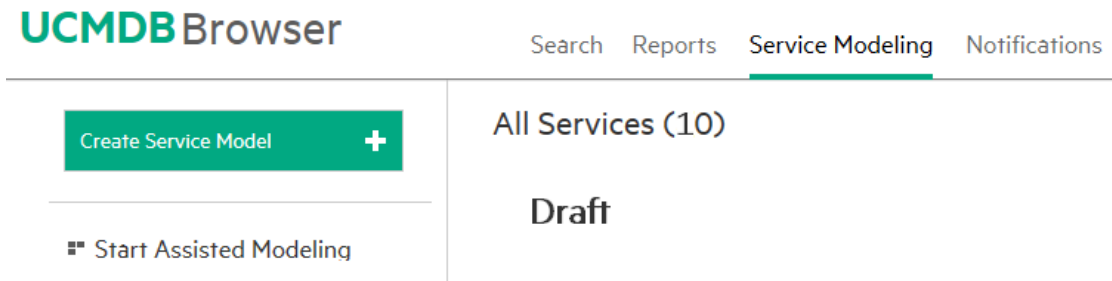 UCMDB Browser
Search Reports Service Modeling Notifications
Create Service Model
All Services (10)
Draft
Start Assisted Modeling